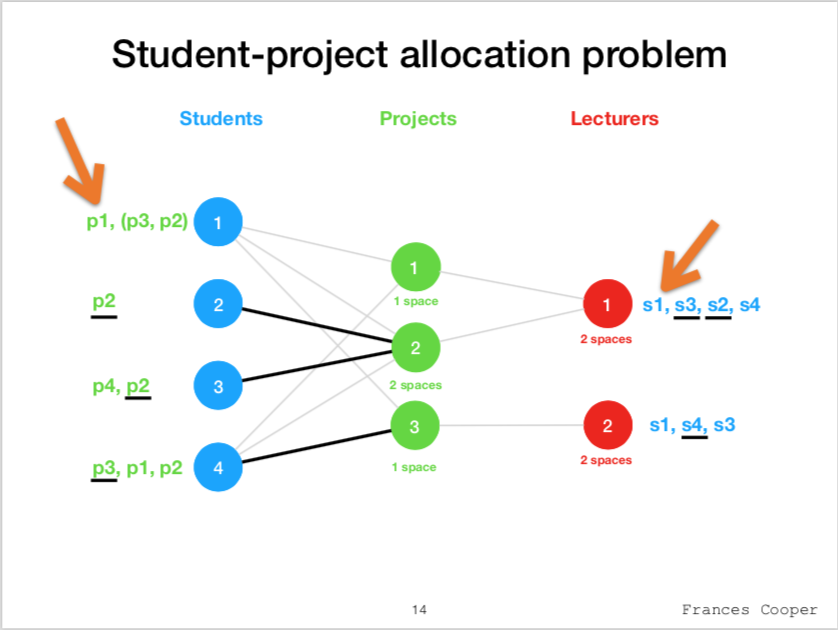 Student-project allocation problem
Students Projects Lecturers
p1, (p3, p2) 1
1
1 space
p2 2
1 s1, s3, s2, s4
2 spaces
2
2 spaces
p4, p2 3
3
1 space
2 s1, s4, s3
2 spaces
p3, p1, p2 4
14
Frances Cooper